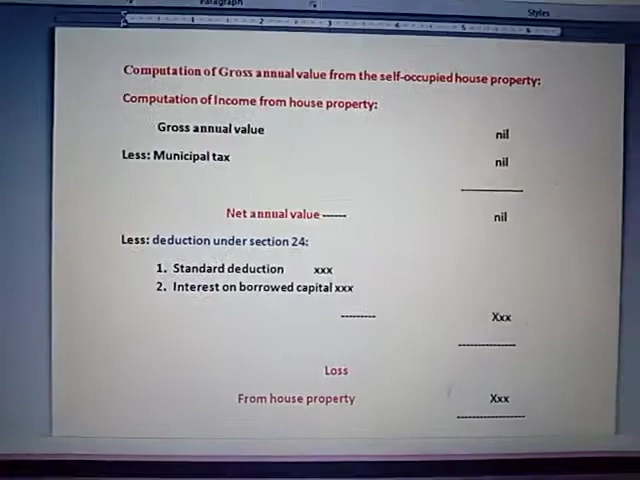 Paragraph
Styles
Computation of Gross annual value from the self-occupied house property:
Computation of Income from house property:
Gross annual value nil
Less: Municipal tax nil
Net annual value ------ nil
Less: deduction under section 24:
1. Standard deduction xxx
2. Interest on borrowed capital xxx
--------- Xxx
Loss
From house property Xxx